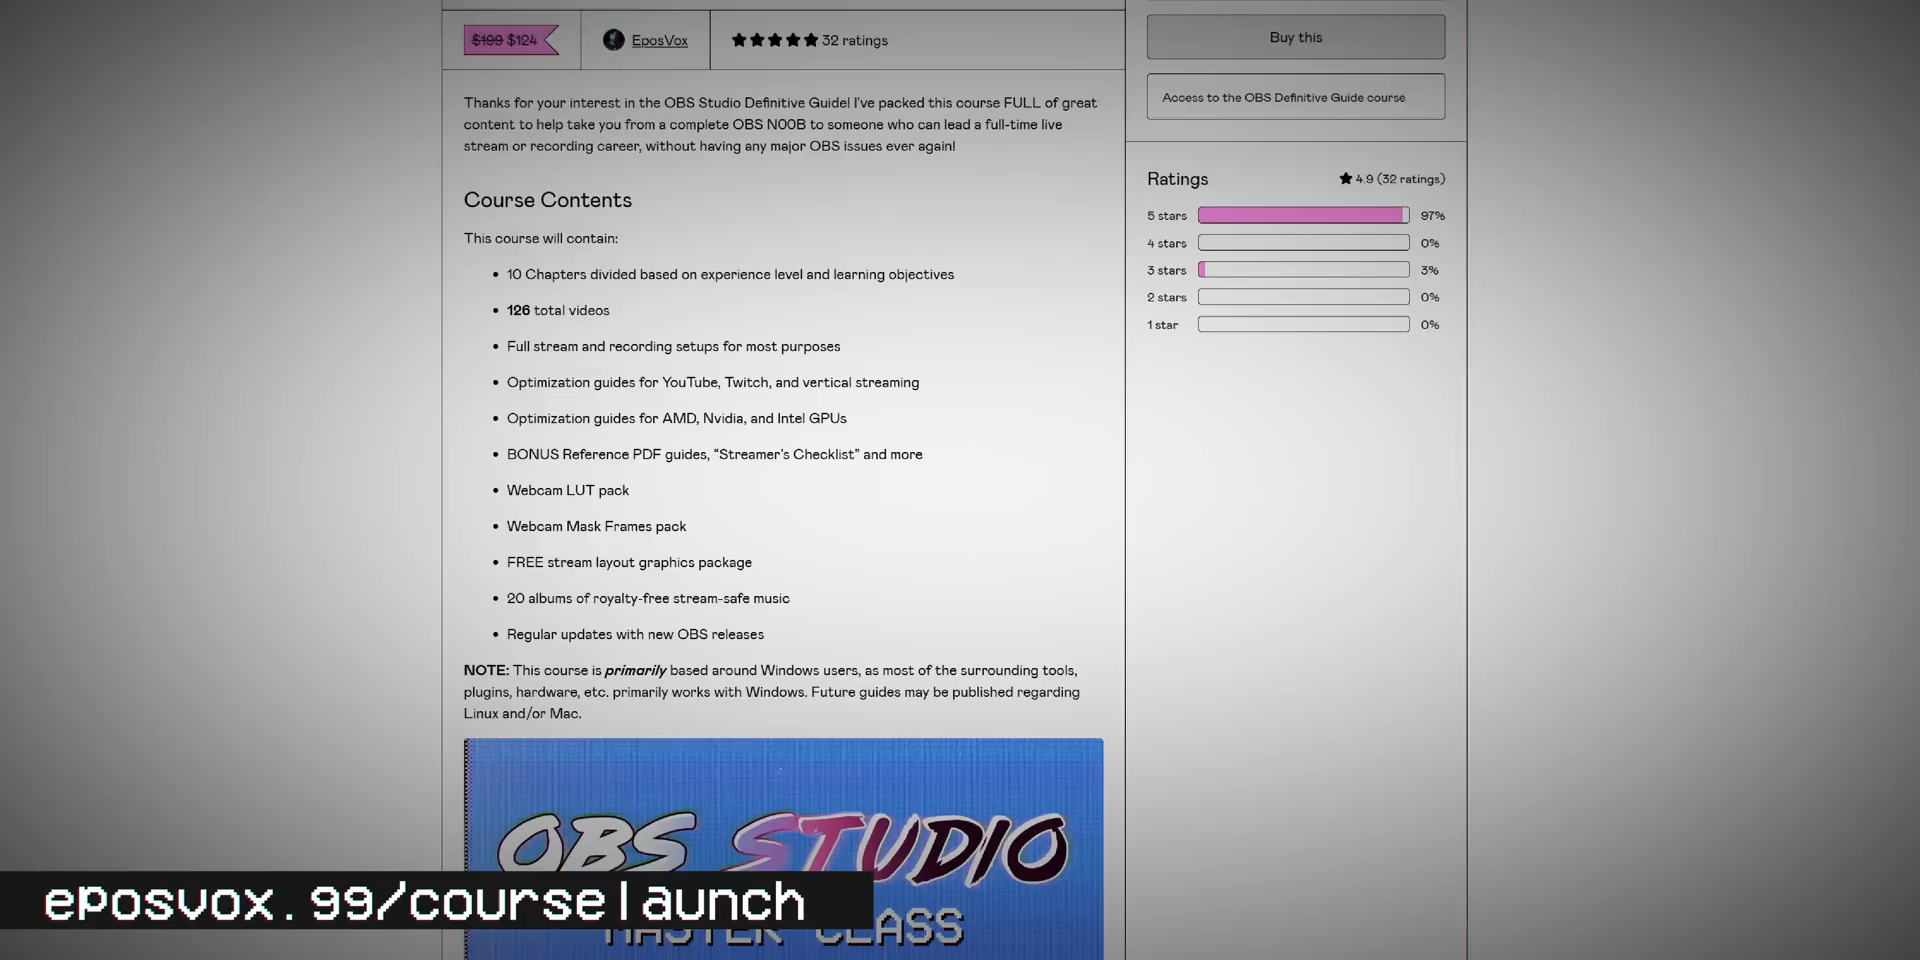 $199 $124
EposVox
32 ratings
Buy this
Access to the OBS Definitive Guide course
Thanks for your interest in the OBS Studio Definitive Guide! I've packed this course FULL of great
content to help take you from a complete OBS N00B to someone who can lead a full-time live
stream or recording career, without having any major OBS issues ever again!
Course Contents
This course will contain:
• 10 Chapters divided based on experience level and learning objectives
• 126 total videos
• Full stream and recording setups for most purposes
• Optimization guides for YouTube, Twitch, and vertical streaming
• Optimization guides for AMD, Nvidia, and Intel GPUs
• BONUS Reference PDF guides, “Streamer's Checklist” and more
• Webcam LUT pack
• Webcam Mask Frames pack
• FREE stream layout graphics package
• 20 albums of royalty-free stream-safe music
• Regular updates with new OBS releases
NOTE: This course is primarily based around Windows users, as most of the surrounding tools,
plugins, hardware, etc. primarily works with Windows. Future guides may be published regarding
Linux and/or Mac.
Ratings
4.9 (32 ratings)
5 stars 97%
4 stars 0%
3 stars 3%
2 stars 0%
1 star 0%
OBS STUDIO
MASTER CLASS
eposvox.gg/courselaunch